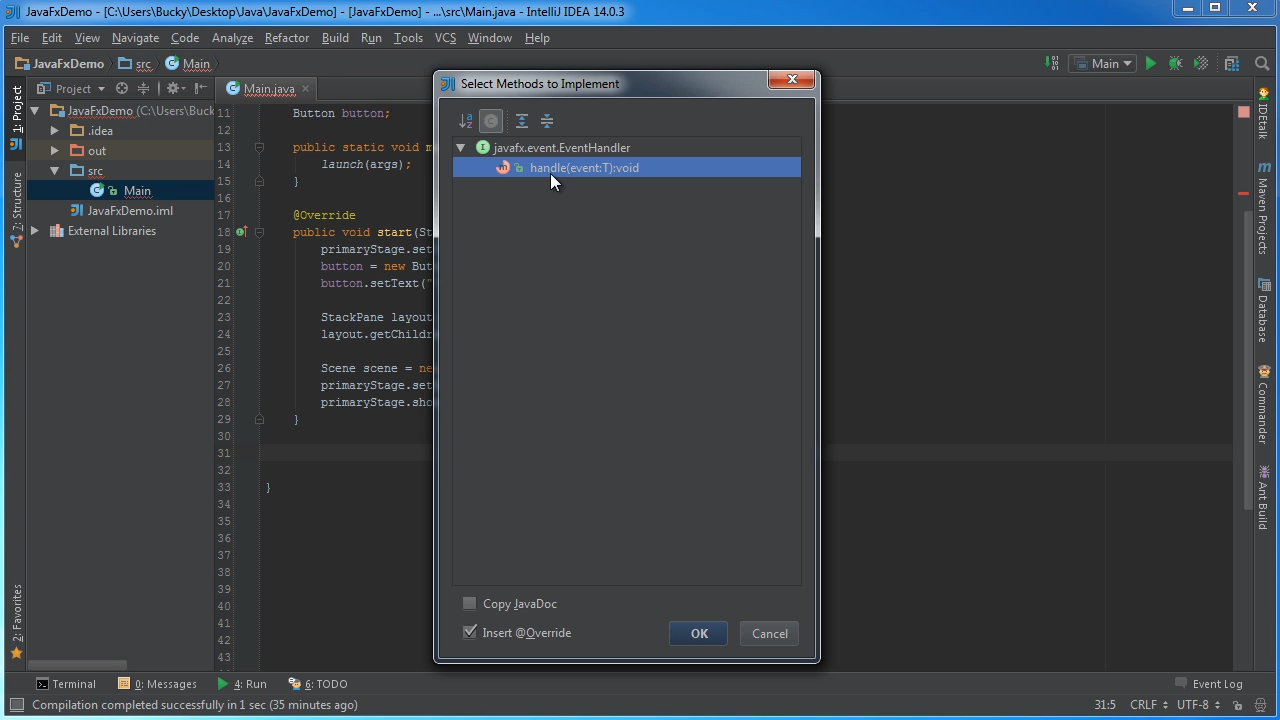 JavaFxDemo - [C:\Users\Bucky\Desktop\Java\JavaFxDemo] - [JavaFxDemo] - ...\src\Main.java - IntelliJ IDEA 14.0.3
File Edit View Navigate Code Analyze Refactor Build Run Tools VCS Window Help
JavaFxDemo src Main
Main
1: Project
7: Structure
2: Favorites
Project
JavaFxDemo (C:\Users\Buck
.idea
out
src
Main
JavaFxDemo.iml
External Libraries
Main.java
11 Button button;
12
13 public static void m
14 launch(args);
15 }
16
17 @Override
18 public void start(St
19 primaryStage.set
20 button = new But
21 button.setText("
22
23 StackPane layout
24 layout.getChildr
25
26 Scene scene = ne
27 primaryStage.set
28 primaryStage.sho
29 }
30
31
32
33 }
34
35
36
37
38
39
40
41
42
43
Select Methods to Implement
javafx.event.EventHandler
handle(event:T):void
Copy JavaDoc
Insert @Override
OK Cancel
Etalk
Maven Projects
Database
Commander
Ant Build
Terminal 0: Messages 4: Run 6: TODO Event Log
Compilation completed successfully in 1 sec (35 minutes ago) 31:5 CRLF UTF-8